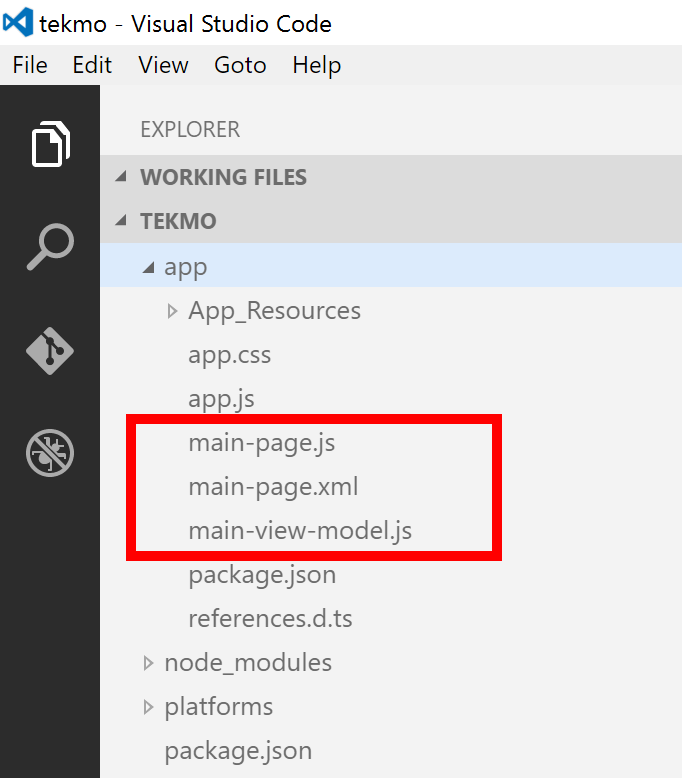 tekmo - Visual Studio Code
File Edit View Goto Help
EXPLORER
WORKING FILES
TEKMO
app
App_Resources
app.css
app.js
main-page.js
main-page.xml
main-view-model.js
package.json
references.d.ts
node_modules
platforms
package.json